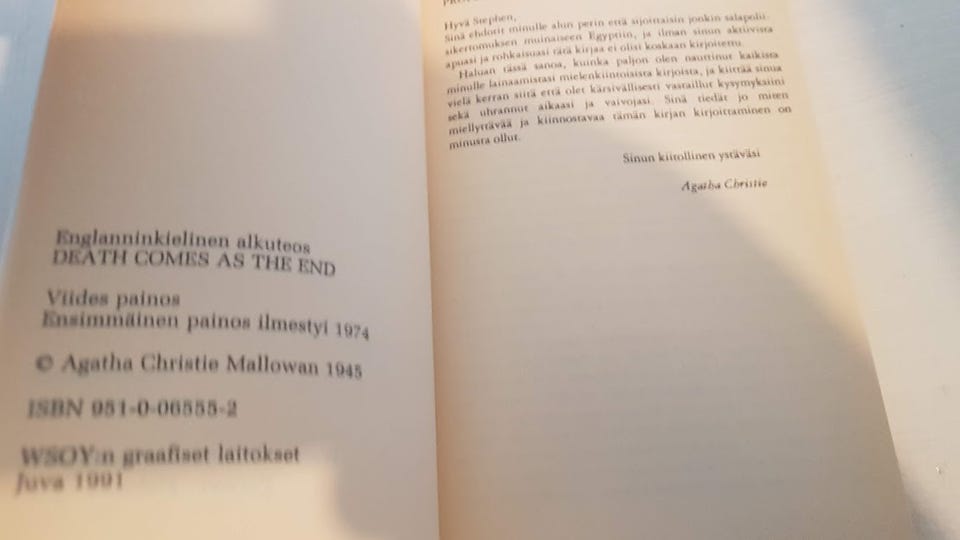 Englanninkielinen alkuteos
DEATH COMES AS THE END
Viides painos
Ensimmäinen painos ilmestyi 1974
© Agatha Christie Mallowan 1945
ISBN 951-0-06555-2
WSOY:n graafiset laitokset
Juva 1991
Hyvä Stephen,
Sinä ehdotit minulle alun perin että sijoittaisin jonkin salapolii-
sikertomuksen muinaiseen Egyptiin, ja ilman sinun aktiivista
apuasi ja rohkaisuasi tätä kirjaa ei olisi koskaan kirjoitettu.
Haluan tässä sanoa, kuinka paljon olen nauttinut kaikista
minulle lainaamistasi mielenkiintoisista kirjoista, ja kiittää sinua
vielä kerran siitä että olet kärsivällisesti vastaillut kysymyksiini
sekä uhrannut aikaasi ja vaivojasi. Sinä tiedät jo miten
miellyttävää ja kiinnostavaa tämän kirjan kirjoittaminen on
minusta ollut.
Sinun kiitollinen ystäväsi
Agatha Christie